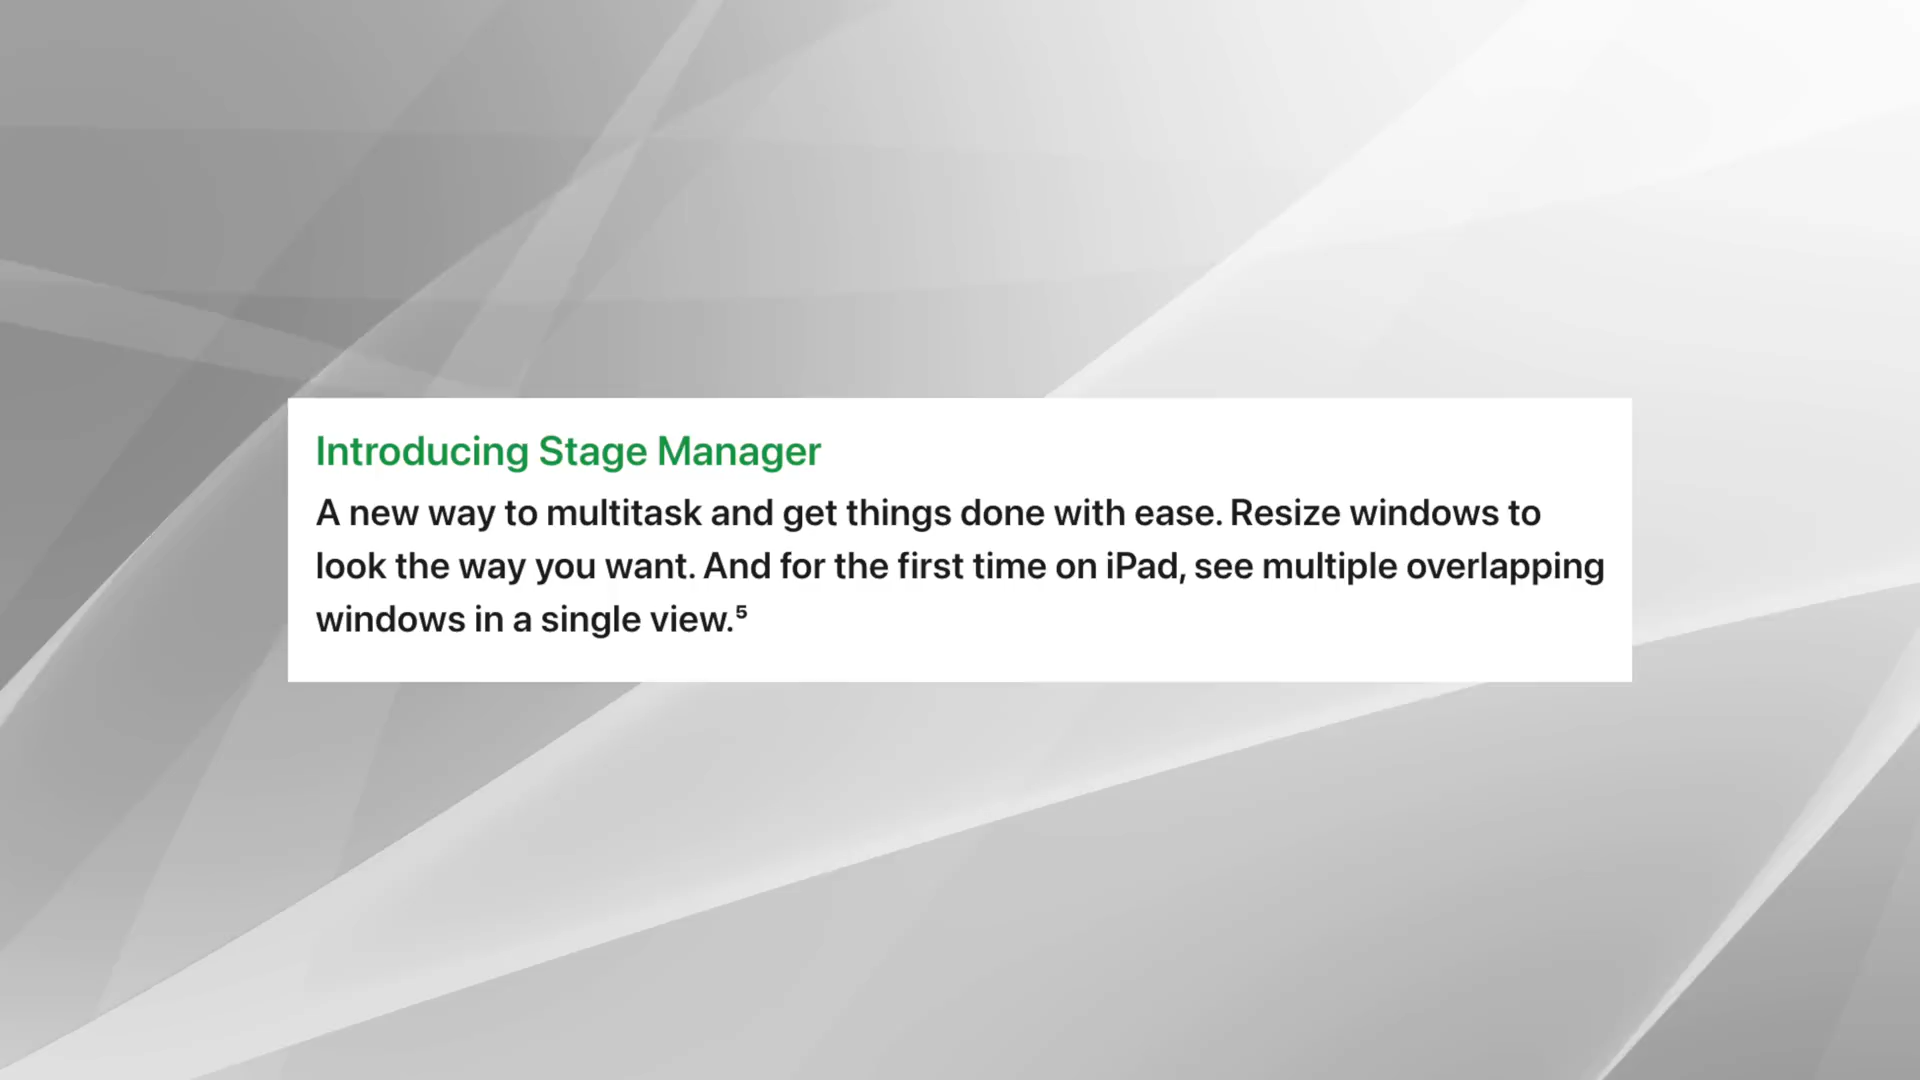 Introducing Stage Manager
A new way to multitask and get things done with ease. Resize windows to
look the way you want. And for the first time on iPad, see multiple overlapping
windows in a single view.⁵